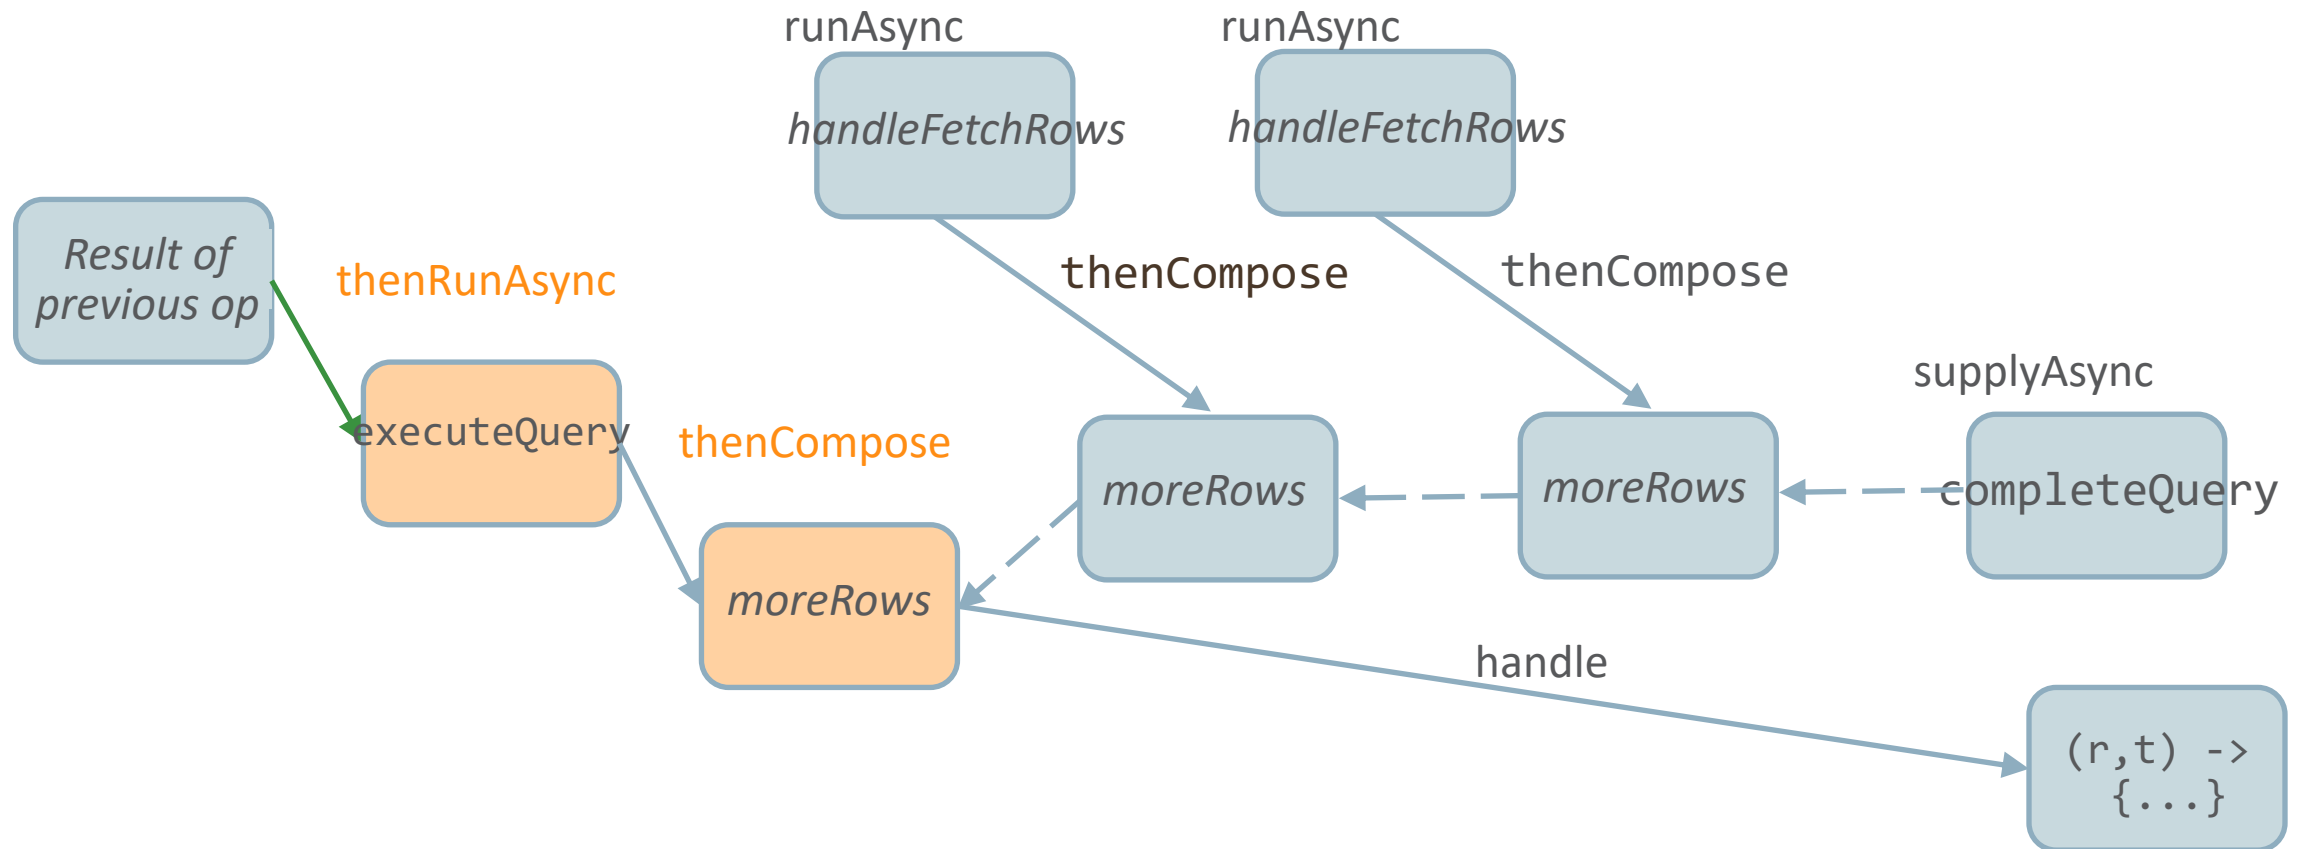 runAsync
runAsync
handleFetchRows
handleFetchRows
Result of
previous op
thenRunAsync
thenCompose
thenCompose
executeQuery
thenCompose
supplyAsync
moreRows
moreRows
completeQuery
moreRows
handle
(r,t) ->
{...}